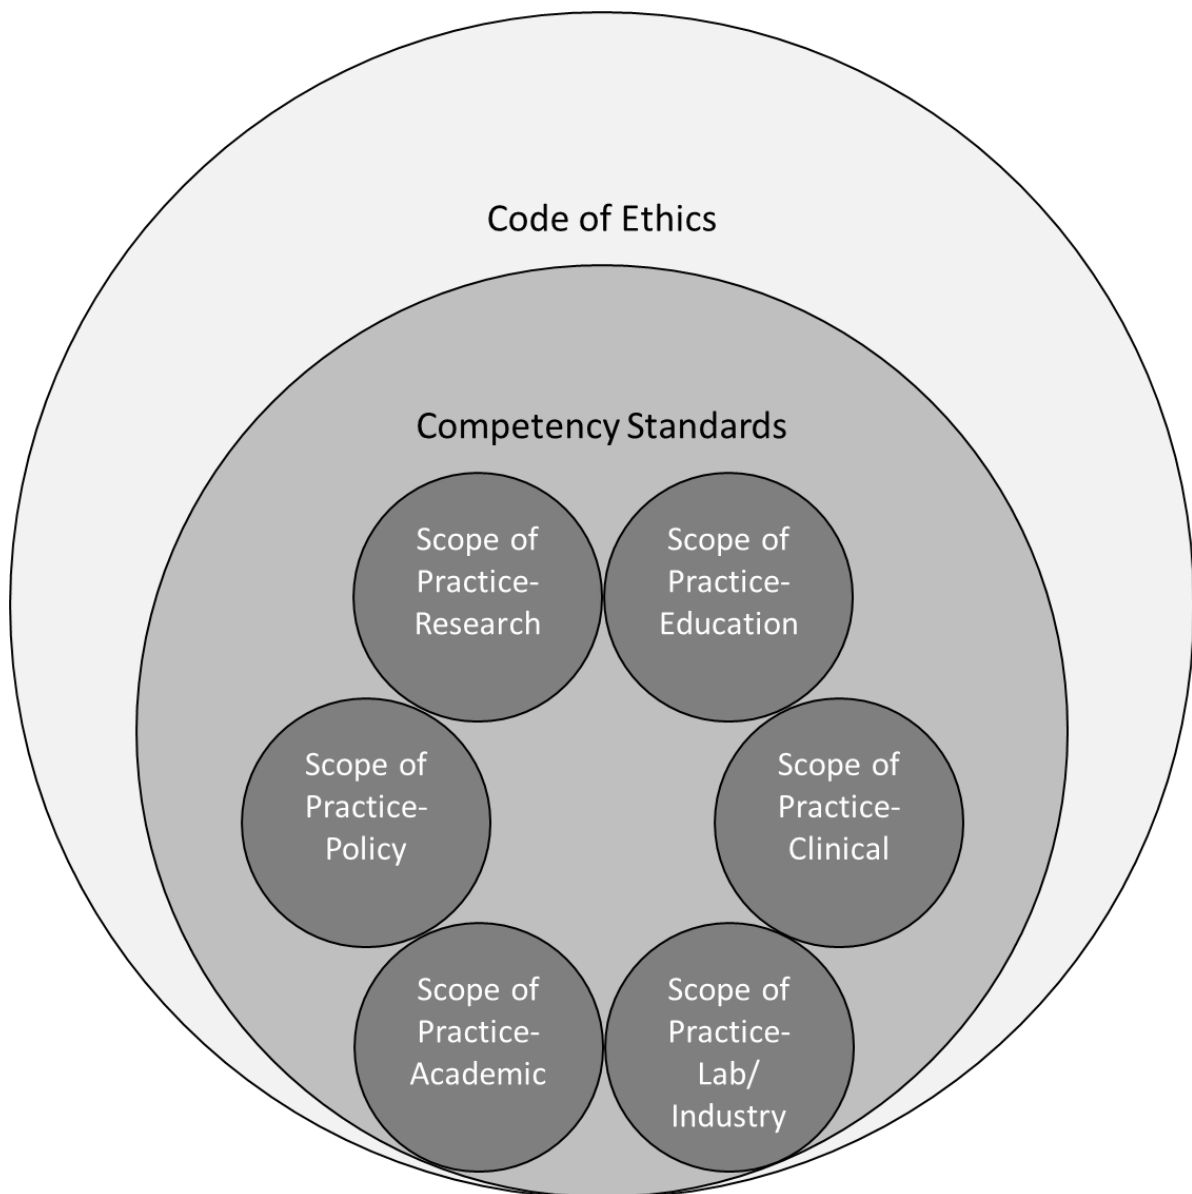 Code of Ethics
Competency Standards
Scope of
Practice-
Research
Scope of
Practice-
Education
Scope of
Practice-
Policy
Scope of
Practice-
Clinical
Scope of
Practice-
Academic
Scope of
Practice-
Lab/
Industry